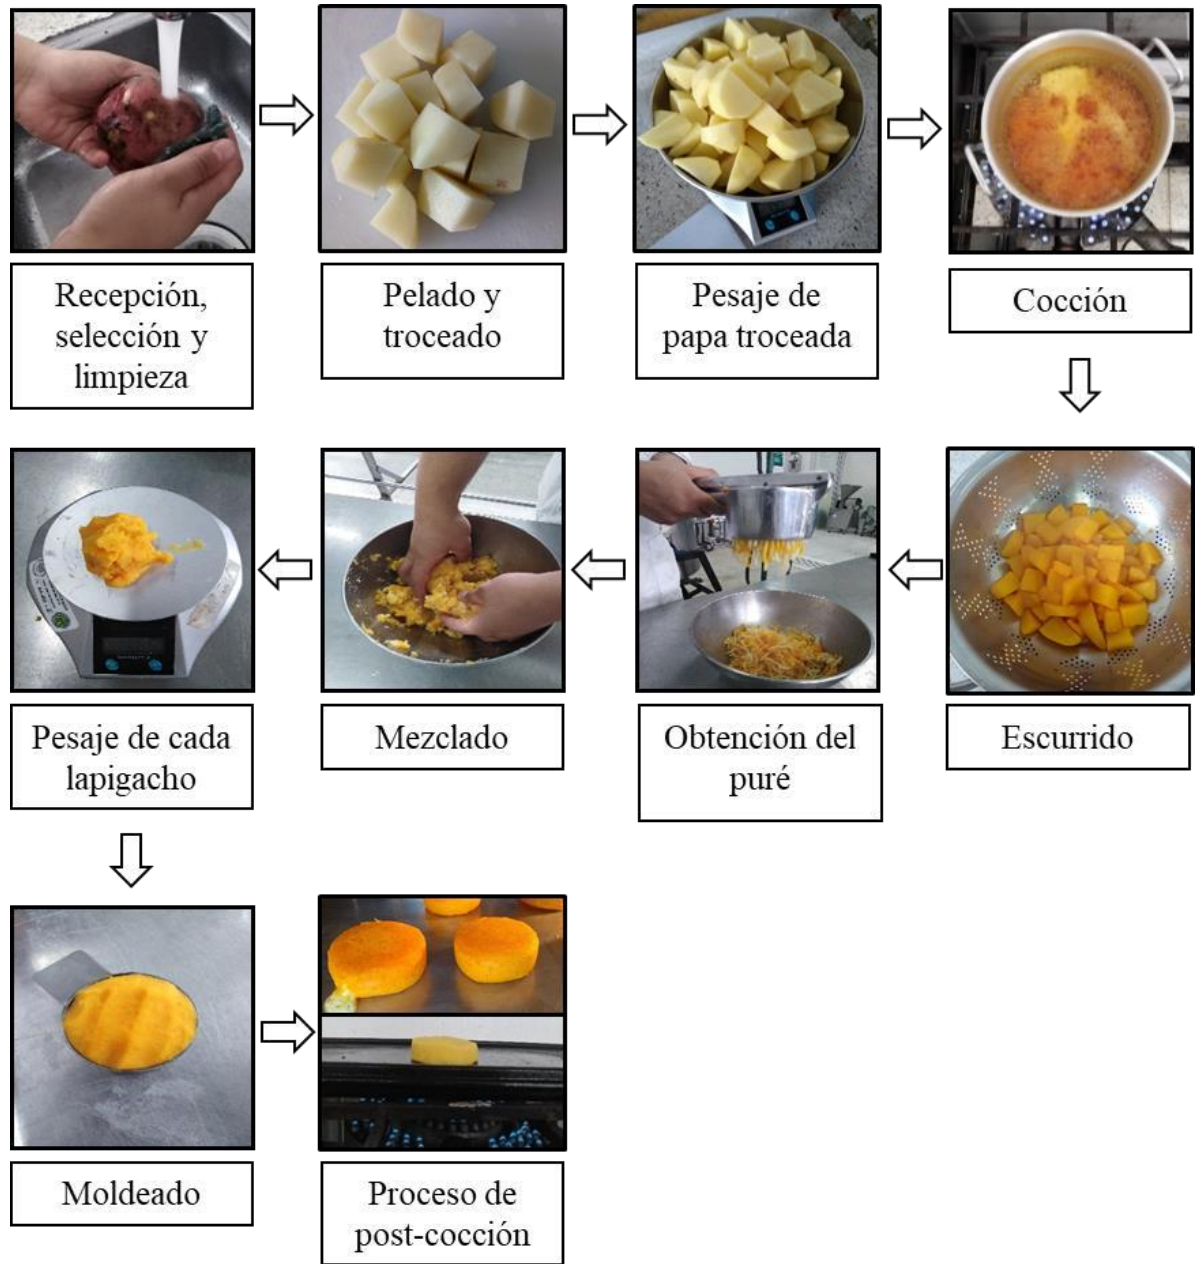 Recepción,
selección y
limpieza
Pelado y
troceado
Pesaje de
papa troceada
Cocción
Escurrido
Obtención del
puré
Mezclado
Pesaje de cada
lapigacho
Moldeado
Proceso de
post-cocción